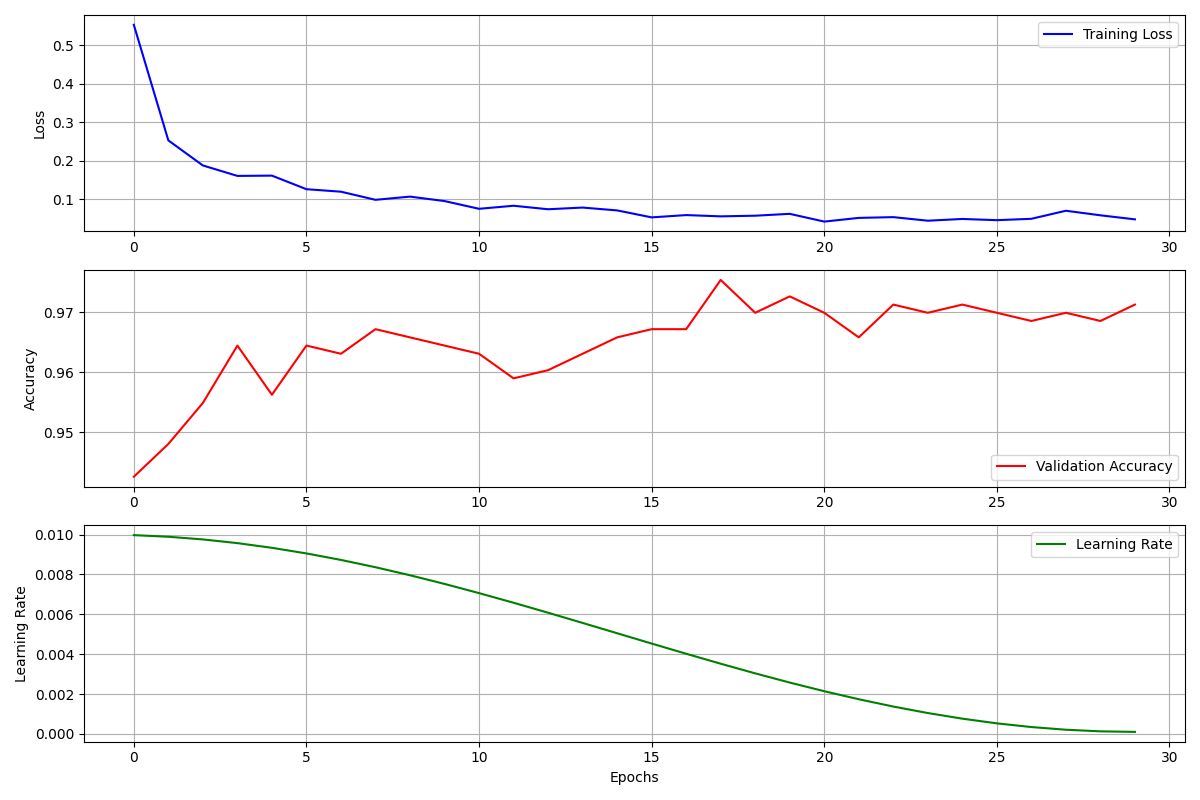 Training Loss
0.5
0.4
0.3
0.2
0.1
Loss
0 5 10 15 20 25 30
0.97
0.96
0.95
Accuracy
Validation Accuracy
0 5 10 15 20 25 30
0.010
0.008
0.006
0.004
0.002
0.000
Learning Rate
Learning Rate
0 5 10 15 20 25 30
Epochs